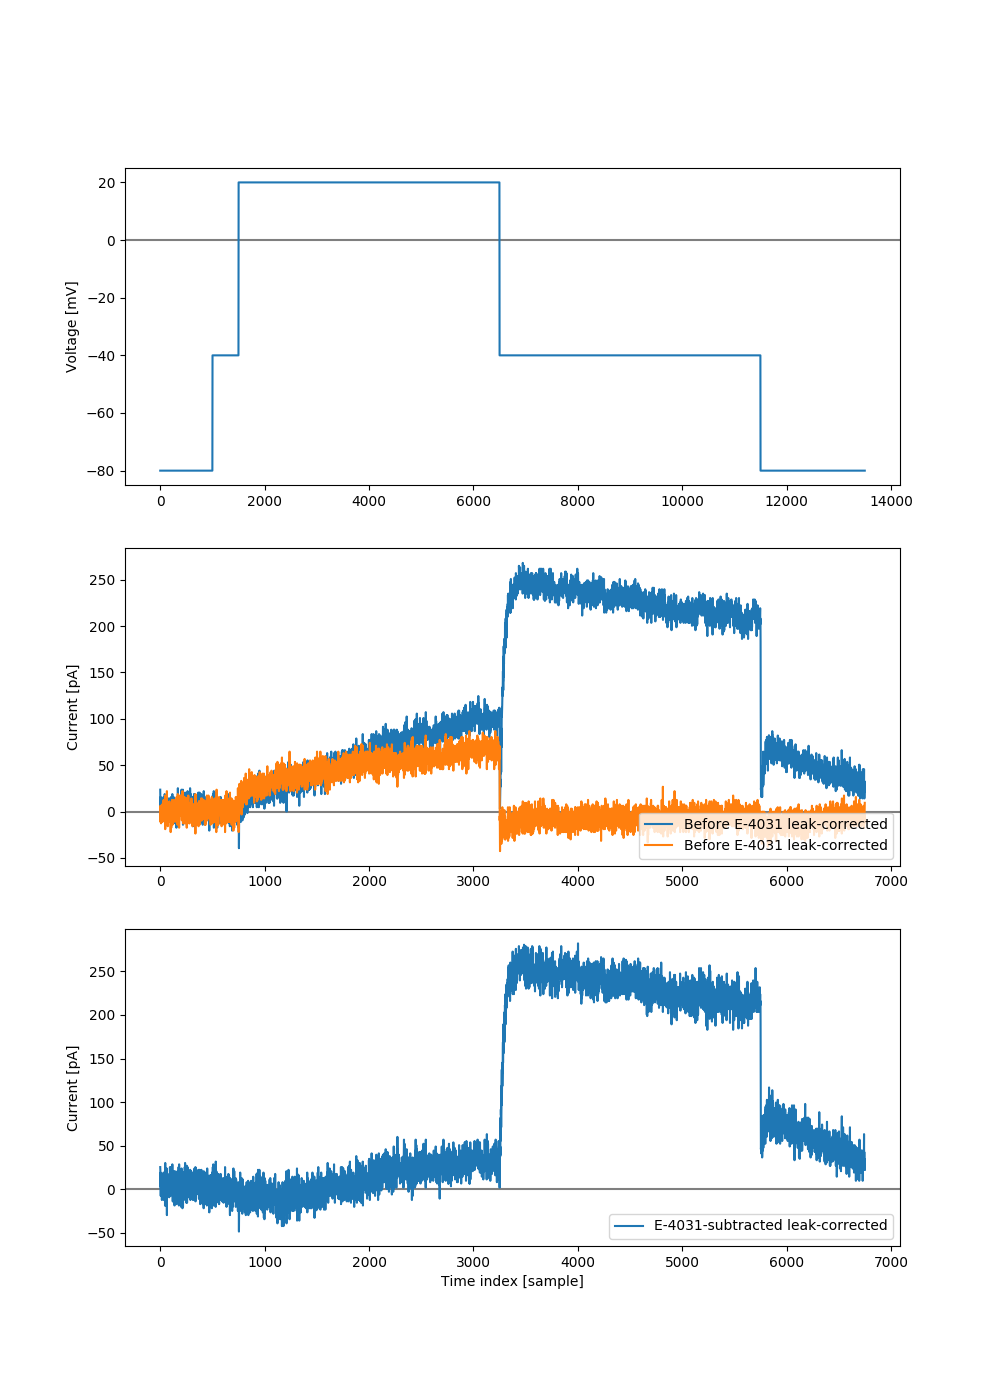 20
0
−20
−40
−60
−80
Voltage [mV]
0 2000 4000 6000 8000 10000 12000 14000
250
200
150
100
50
0
−50
Current [pA]
Before E-4031 leak-corrected
Before E-4031 leak-corrected
0 1000 2000 3000 4000 5000 6000 7000
250
200
150
100
50
0
−50
Current [pA]
E-4031-subtracted leak-corrected
0 1000 2000 3000 4000 5000 6000 7000
Time index [sample]